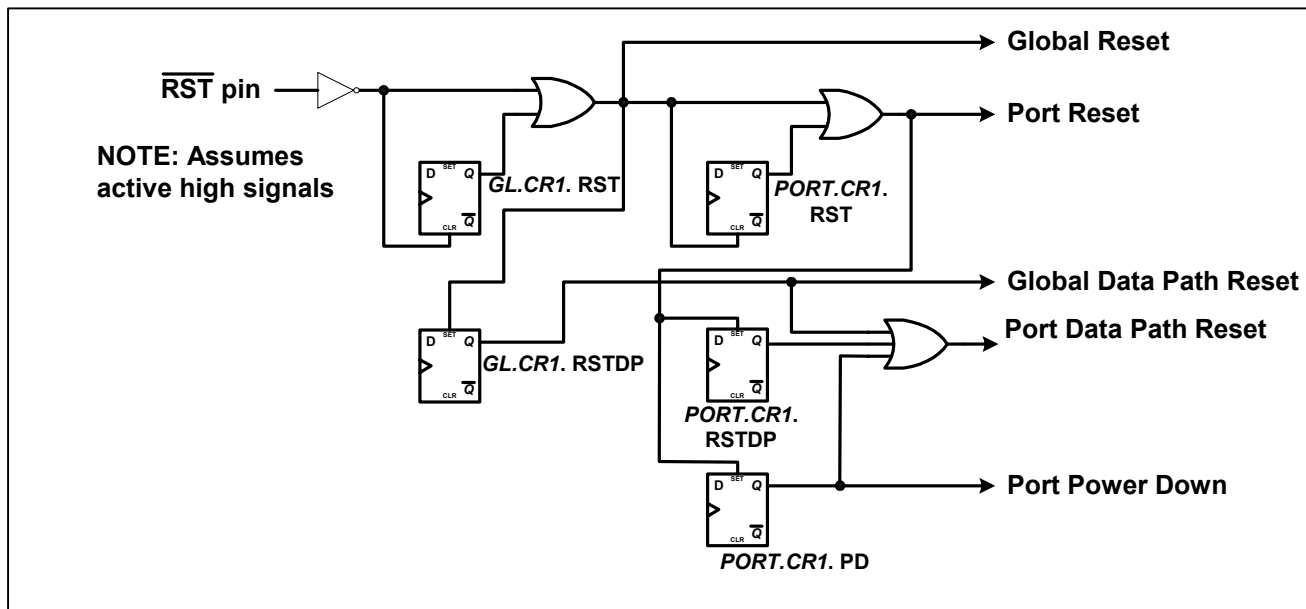 Global Reset
RST pin
Port Reset
NOTE: Assumes
active high signals
D SET Q
Q
CLR
GL.CR1. RST
D SET Q
Q
CLR
PORT.CR1.
RST
Global Data Path Reset
Port Data Path Reset
D SET Q
Q
CLR
GL.CR1. RSTDP
D SET Q
Q
CLR
PORT.CR1.
RSTDP
D SET Q
Q
CLR
Port Power Down
PORT.CR1. PD